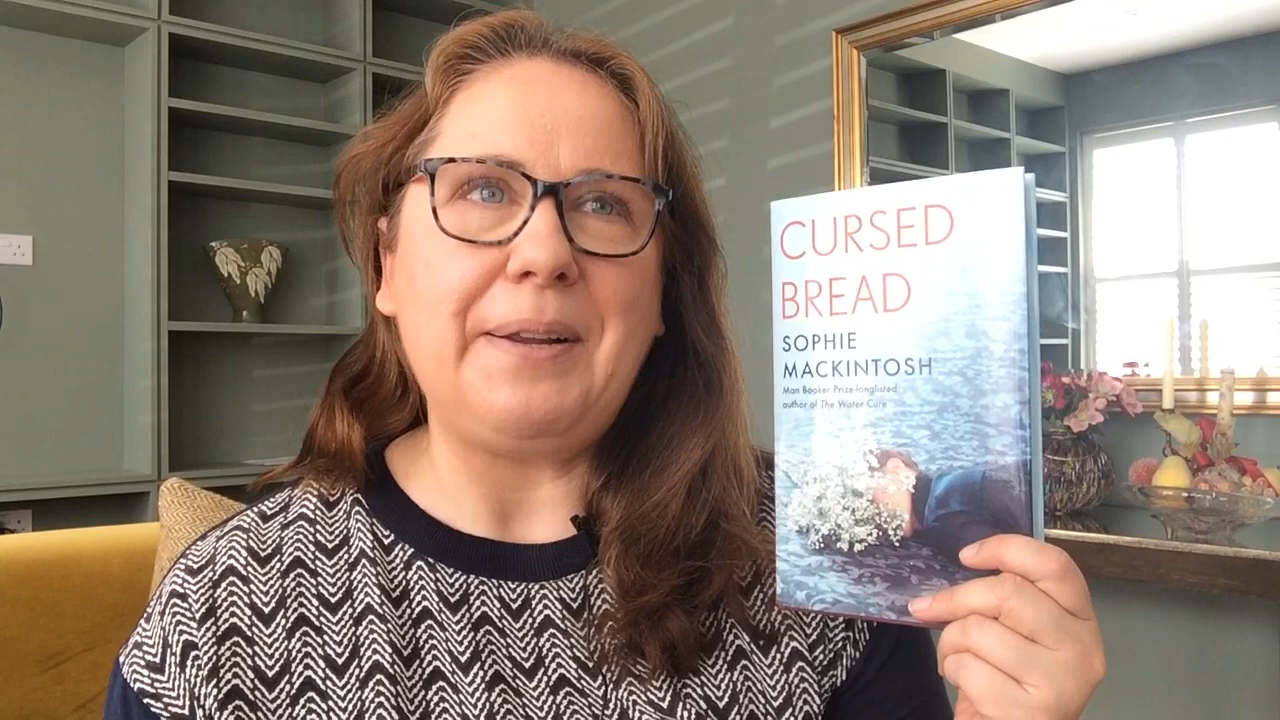 CURSED
BREAD
SOPHIE
MACKINTOSH
Man Booker Prize-longlisted
author of The Water Cure